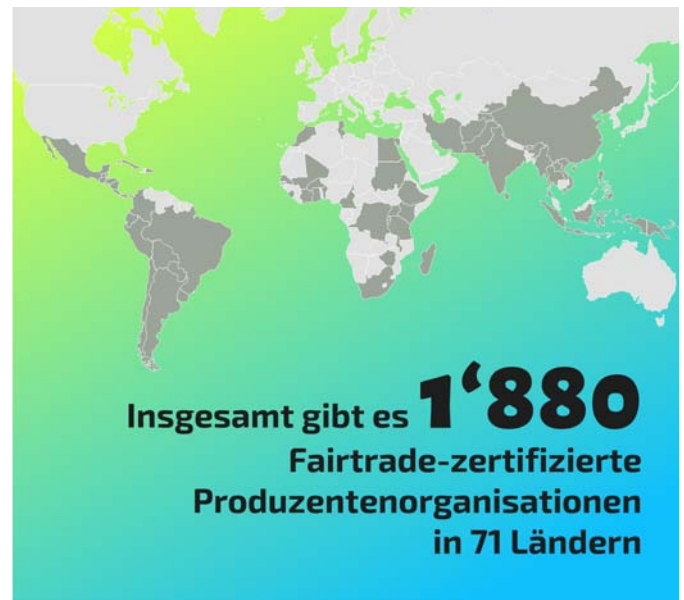 Insgesamt gibt es 1‘880
Fairtrade-zertifizierte
Produzentenorganisationen
in 71 Ländern